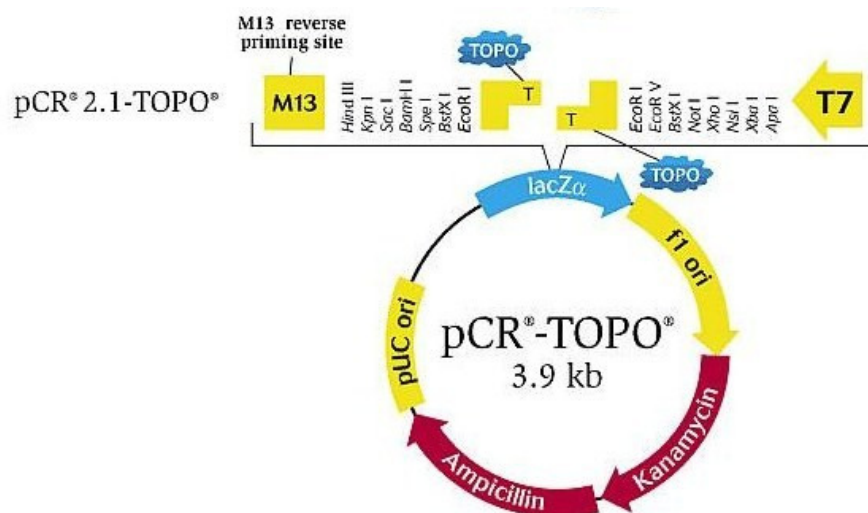 M13 reverse
priming site
TOPO
pCR® 2.1-TOPO®
M13
Hind III
Kpn I
Sac I
BamH I
Spe I
BstX I
EcoR I
T
T
EcoR I
EcoR V
BstX I
Not I
Xho I
Nsi I
Xba I
Apa I
T7
TOPO
lacZα
f1 ori
pUC ori
pCR®-TOPO®
3.9 kb
Kanamycin
Ampicillin